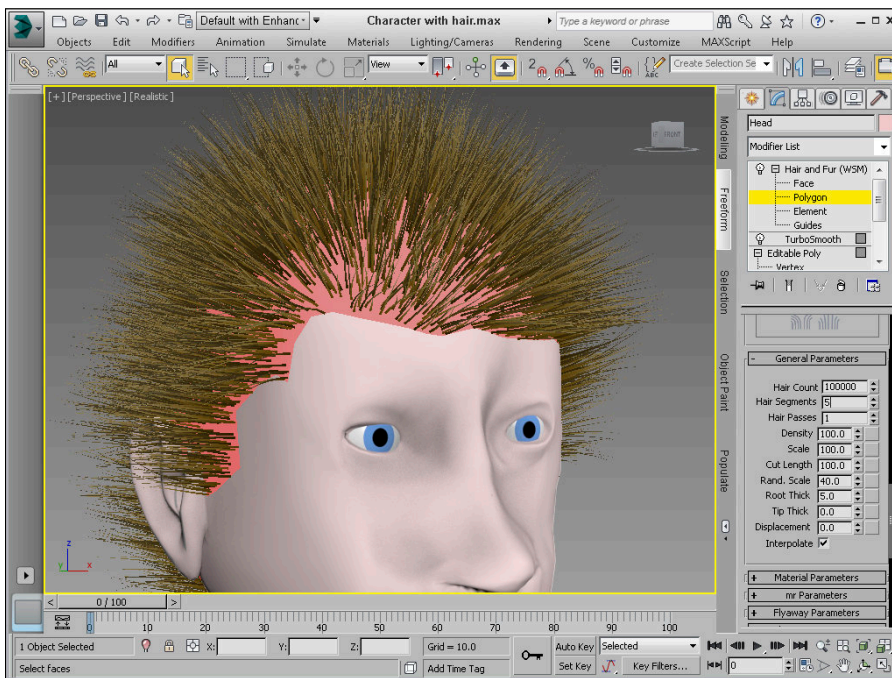 Default with Enhanc
Character with hair.max
Type a keyword or phrase
Objects Edit Modifiers Animation Simulate Materials Lighting/Cameras Rendering Scene Customize MAXScript Help
All
View
2
%
ABC
Create Selection Se
[+] [Perspective] [Realistic]
FRONT
Modeling
Freeform
Selection
Object Paint
Populate
Head
Modifier List
Hair and Fur (WSM)
Face
Polygon
Element
Guides
TurboSmooth
Editable Poly
Vertex
- General Parameters
Hair Count 100000
Hair Segments 5
Hair Passes 1
Density 100.0
Scale 100.0
Cut Length 100.0
Rand. Scale 40.0
Root Thick 5.0
Tip Thick 0.0
Displacement 0.0
Interpolate
+ Material Parameters
+ mr Parameters
+ Flyaway Parameters
z
y x
< 0 / 100 >
0 10 20 30 40 50 60 70 80 90 100
1 Object Selected X: Y: Z: Grid = 10.0 Auto Key Selected
Select faces Add Time Tag Set Key Key Filters... 0